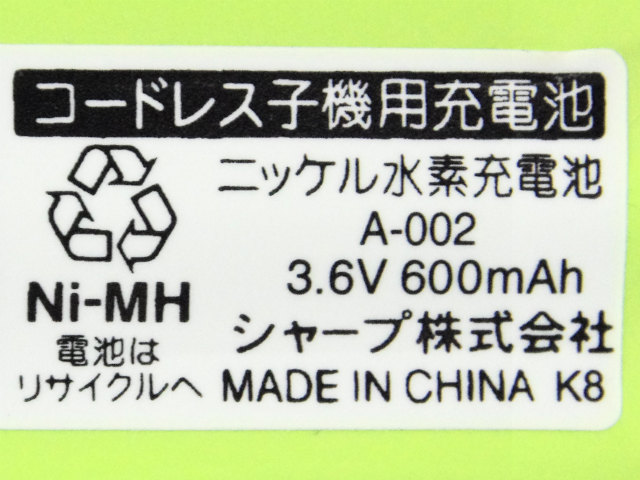 コードレス子機用充電池
ニッケル水素充電池
A-002
3.6V 600mAh
シャープ株式会社
MADE IN CHINA K8
Ni-MH
電池は
リサイクルへ